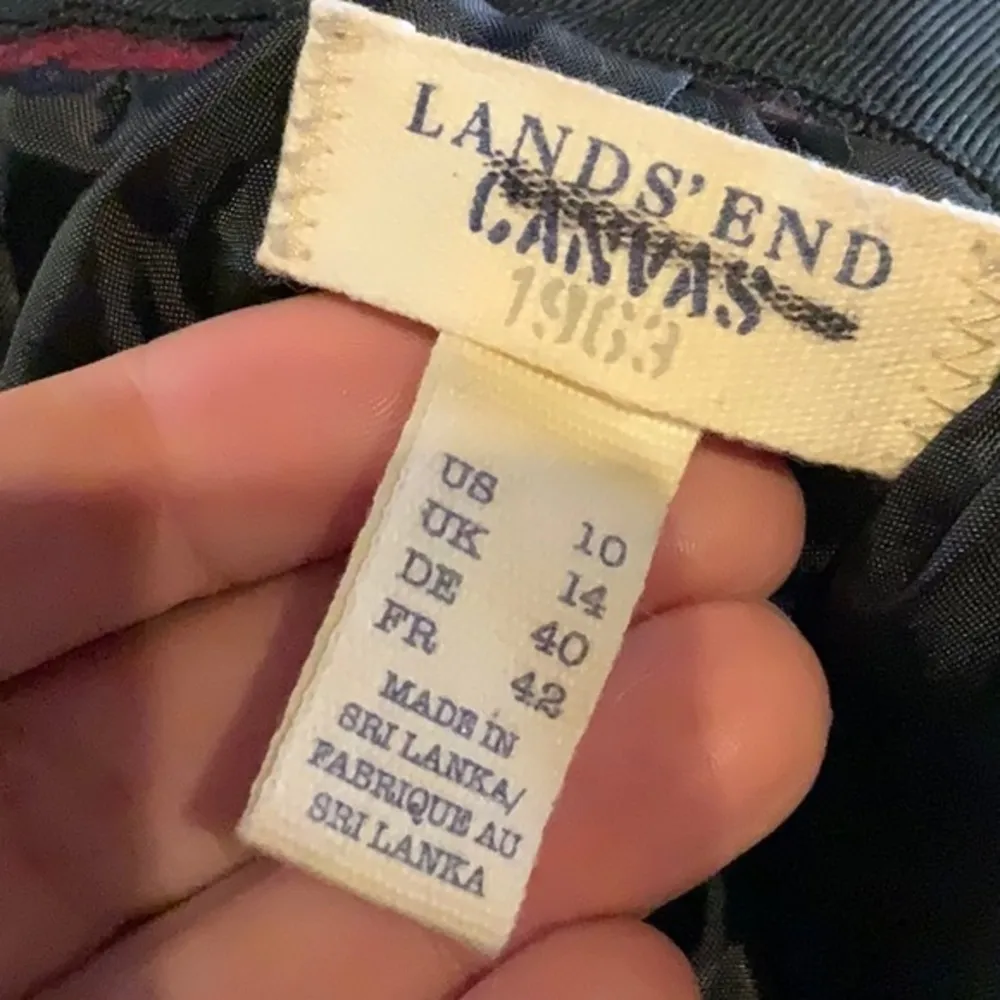 LANDS' END
CANVAS
1963
US 10
UK 14
DE 40
FR 42
MADE IN
SRI LANKA/
FABRIQUE AU
SRI LANKA